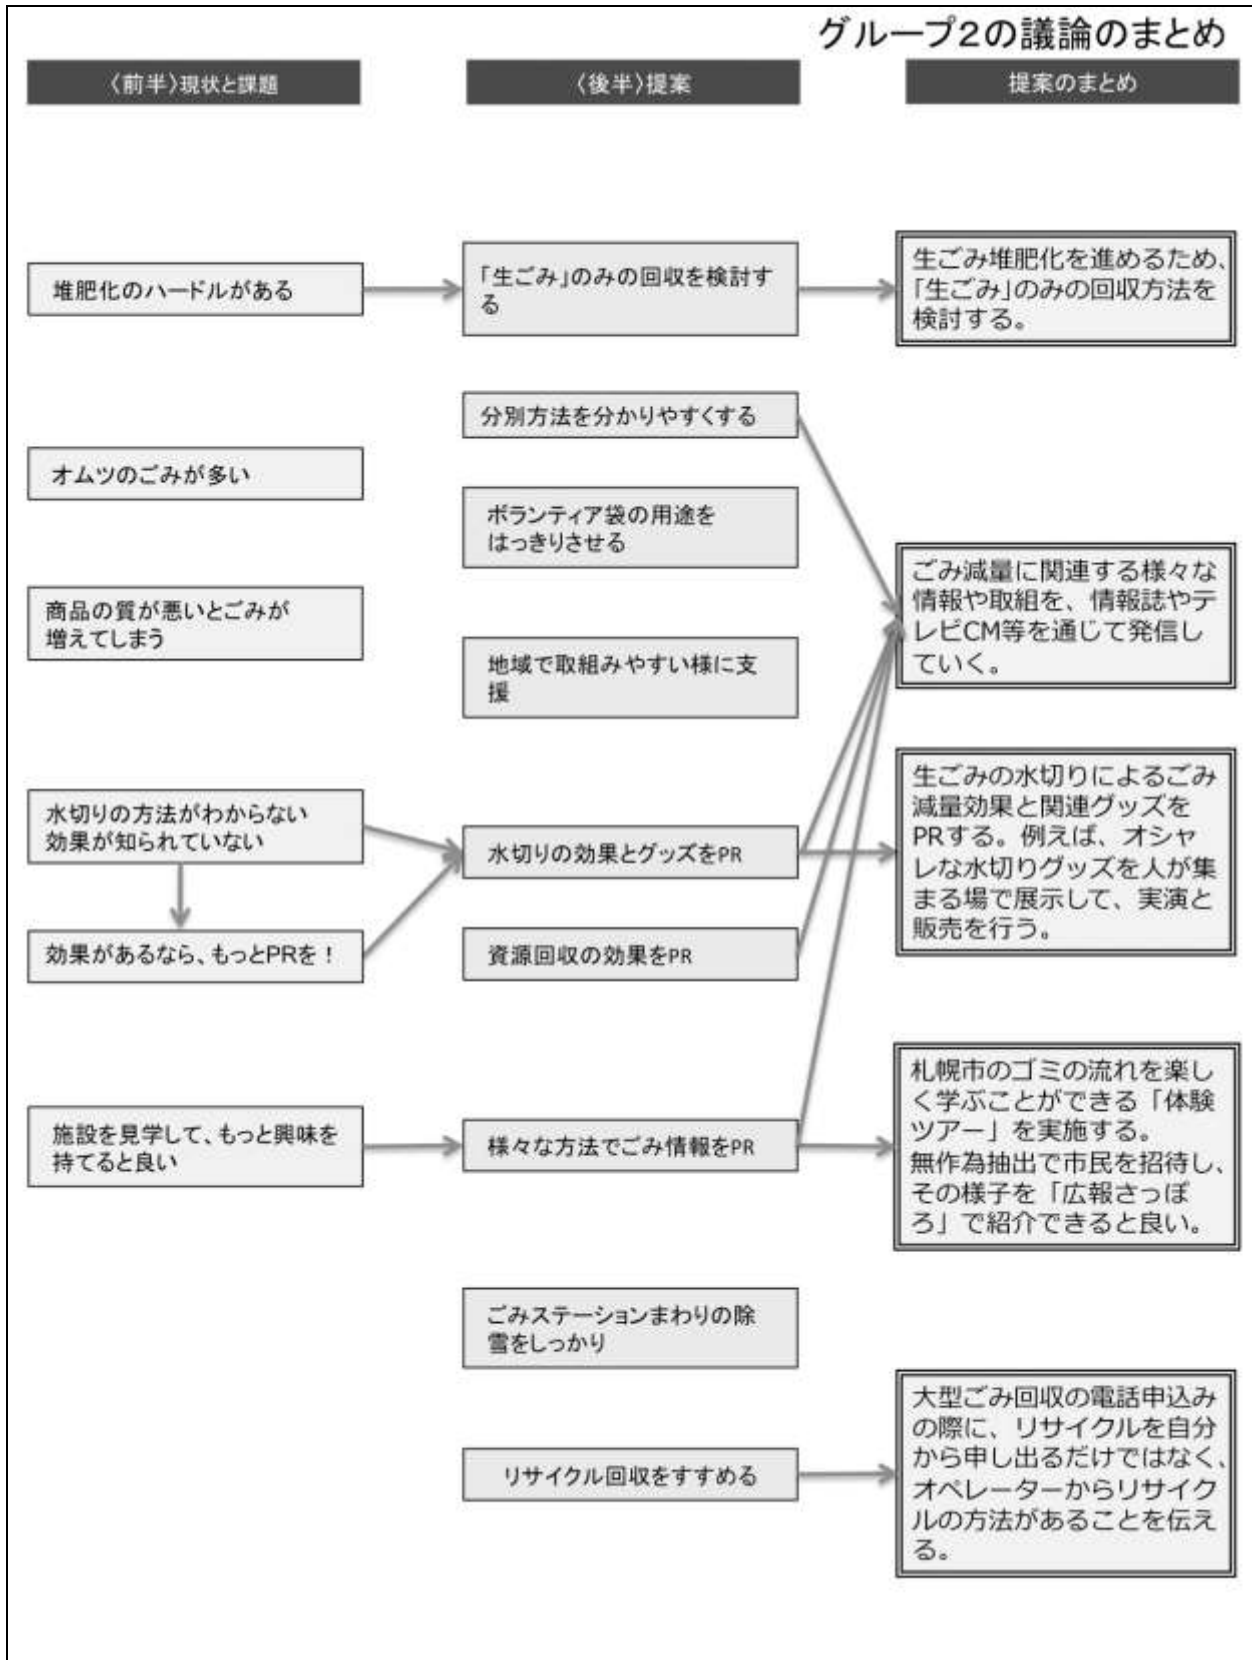 グループ2の議論のまとめ
〈前半〉現状と課題
〈後半〉提案
提案のまとめ
堆肥化のハードルがある
「生ごみ」のみの回収を検討す
る
生ごみ堆肥化を進めるため、
「生ごみ」のみの回収方法を
検討する。
分別方法を分かりやすくする
オムツのごみが多い
ボランティア袋の用途を
はっきりさせる
ごみ減量に関連する様々な
情報や取組を、情報誌やテ
レビCM等を通じて発信し
ていく。
商品の質が悪いとごみが
増えてしまう
地域で取組みやすい様に支
援
水切りの方法がわからない
効果が知られていない
水切りの効果とグッズをPR
生ごみの水切りによるごみ
減量効果と関連グッズを
PRする。例えば、オシャ
レな水切りグッズを人が集
まる場で展示して、実演と
販売を行う。
効果があるなら、もっとPRを！
資源回収の効果をPR
施設を見学して、もっと興味を
持てると良い
様々な方法でごみ情報をPR
札幌市のゴミの流れを楽し
く学ぶことができる「体験
ツアー」を実施する。
無作為抽出で市民を招待し、
その様子を「広報さっぽ
ろ」で紹介できると良い。
ごみステーションまわりの除
雪をしっかり
リサイクル回収をすすめる
大型ごみ回収の電話申込み
の際に、リサイクルを自分
から申し出るだけではなく、
オペレーターからリサイク
ルの方法があることを伝え
る。